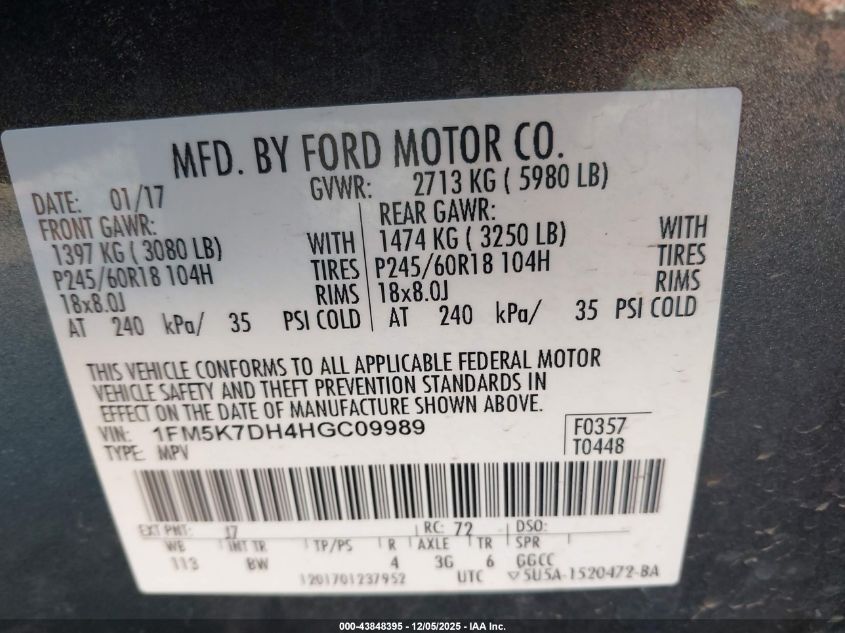 MFD. BY FORD MOTOR CO.
DATE: 01/17 GVWR: 2713 KG ( 5980 LB)
FRONT GAWR: REAR GAWR:
1397 KG ( 3080 LB) WITH 1474 KG ( 3250 LB) WITH
P245/60R18 104H TIRES P245/60R18 104H TIRES
18x8.0J RIMS 18x8.0J RIMS
AT 240 kPa/ 35 PSI COLD AT 240 kPa/ 35 PSI COLD
THIS VEHICLE CONFORMS TO ALL APPLICABLE FEDERAL MOTOR
VEHICLE SAFETY AND THEFT PREVENTION STANDARDS IN
EFFECT ON THE DATE OF MANUFACTURE SHOWN ABOVE.
VIN: 1FM5K7DH4HGC09989 F0357
TYPE: MPV T0448
EXT PNT: J7 RC: 72 DSO:
WB INT TR TP/PS R AXLE TR SPR
113 BW 4 3G 6 GGCC
1201701237952 UTC ▽5U5A-1520472-BA
000-43848395 - 12/05/2025 - IAA Inc.